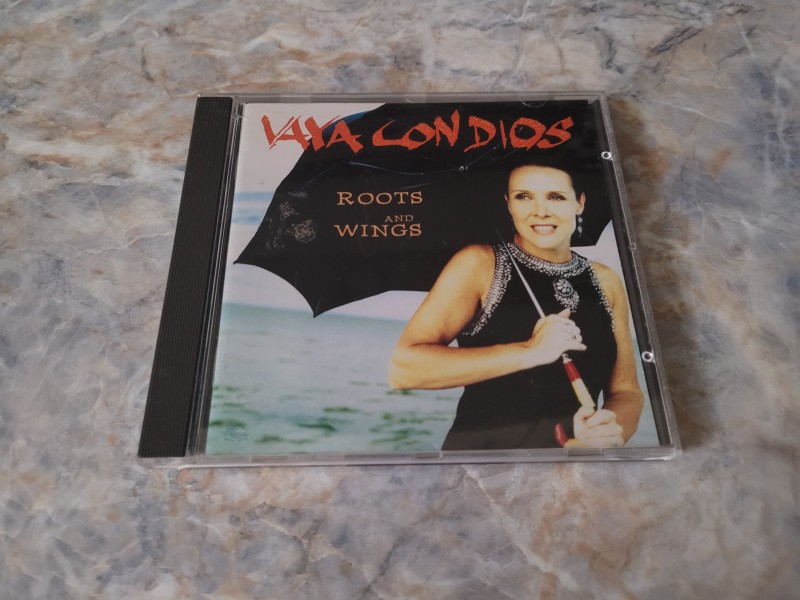 VAYA CON DIOS
ROOTS
AND
WINGS